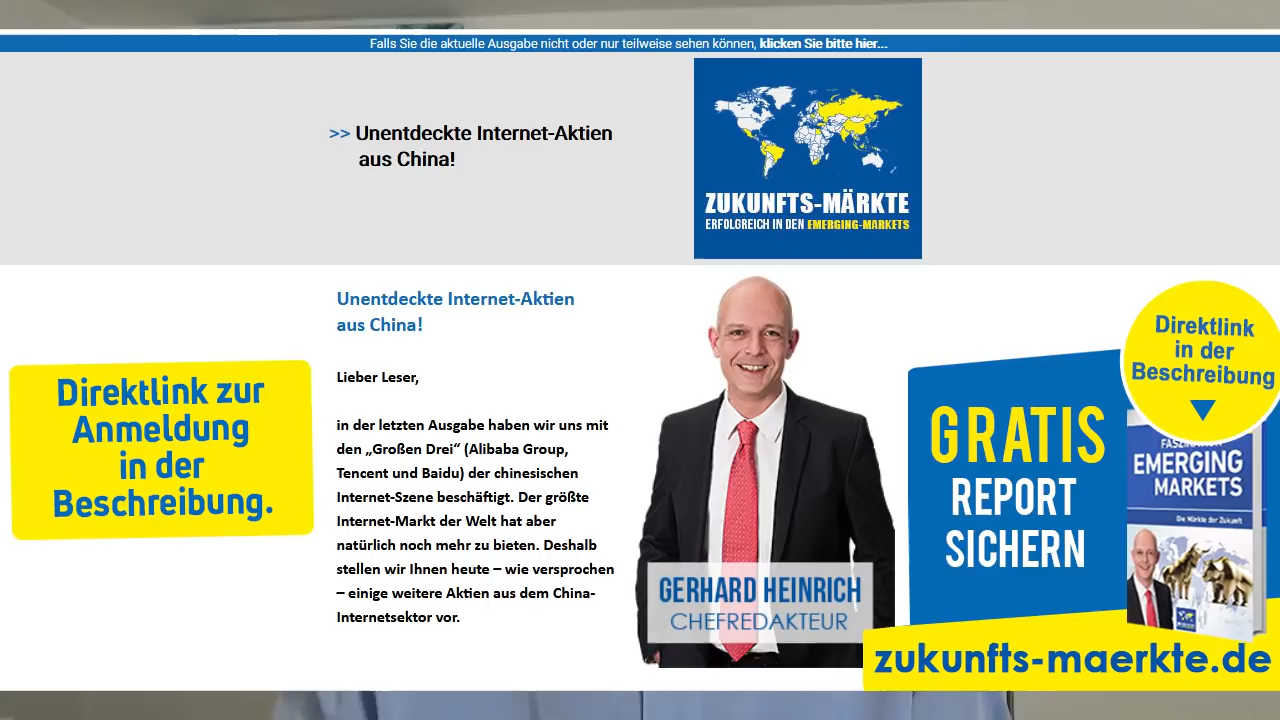 Falls Sie die aktuelle Ausgabe nicht oder nur teilweise sehen können, klicken Sie bitte hier...
>> Unentdeckte Internet-Aktien
aus China!
ZUKUNFTS-MÄRKTE
ERFOLGREICH IN DEN EMERGING-MARKETS
Unentdeckte Internet-Aktien
aus China!
Lieber Leser,
in der letzten Ausgabe haben wir uns mit
den „Großen Drei“ (Alibaba Group,
Tencent und Baidu) der chinesischen
Internet-Szene beschäftigt. Der größte
Internet-Markt der Welt hat aber
natürlich noch mehr zu bieten. Deshalb
stellen wir Ihnen heute – wie versprochen
– einige weitere Aktien aus dem China-
Internetsektor vor.
Direktlink zur
Anmeldung
in der
Beschreibung.
GERHARD HEINRICH
CHEFREDAKTEUR
Direktlink
in der
Beschreibung
GRATIS
REPORT
SICHERN
EMERGING
MARKETS
Die Märkte der Zukunft
zukunfts-maerkte.de